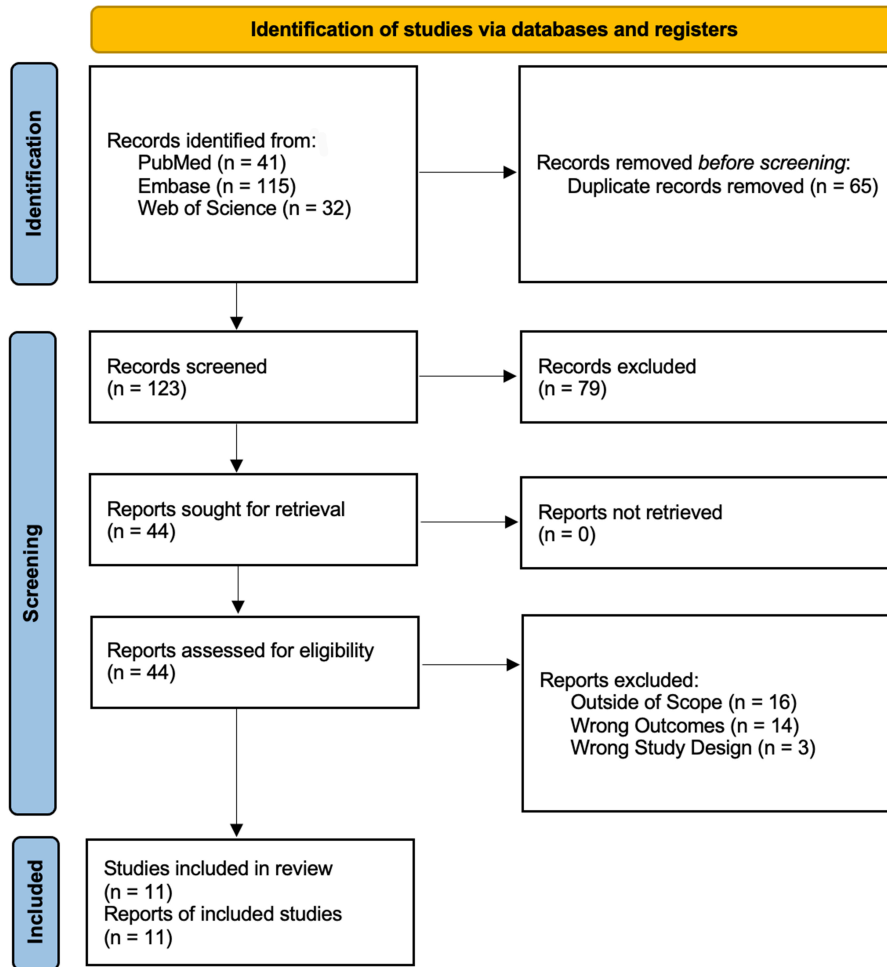 Identification of studies via databases and registers
Identification
Records identified from:
PubMed (n = 41)
Embase (n = 115)
Web of Science (n = 32)
Records removed before screening:
Duplicate records removed (n = 65)
Screening
Records screened
(n = 123)
Records excluded
(n = 79)
Reports sought for retrieval
(n = 44)
Reports not retrieved
(n = 0)
Reports assessed for eligibility
(n = 44)
Reports excluded:
Outside of Scope (n = 16)
Wrong Outcomes (n = 14)
Wrong Study Design (n = 3)
Included
Studies included in review
(n = 11)
Reports of included studies
(n = 11)